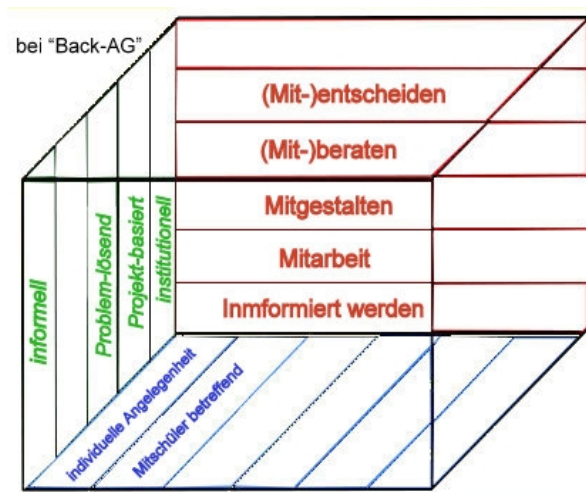 bei "Back-AG"
(Mit-)entscheiden
(Mit-)beraten
Mitgestalten
Mitarbeit
Inmformiert werden
informell
Problem-lösend
Projekt-basiert
institutionell
individuelle Angelegenheit
Mitschüler betreffend